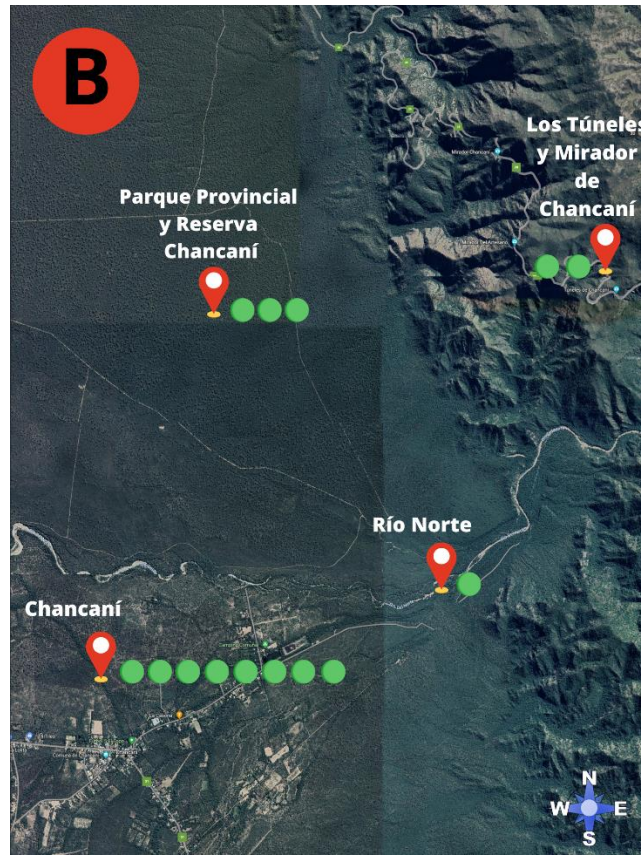 B
Los Túneles
y Mirador
de
Chancaní
Parque Provincial
y Reserva
Chancaní
Río Norte
Chancaní
N
W E
S